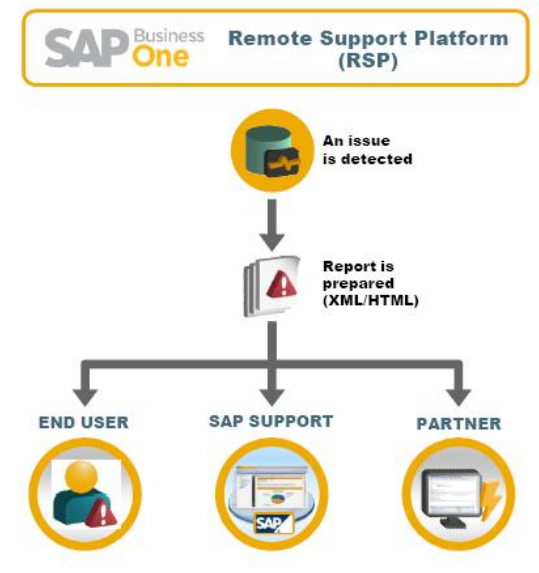 SAP Business One
Remote Support Platform
(RSP)
An issue
is detected
Report is
prepared
(XML/HTML)
END USER
SAP SUPPORT
PARTNER
SAP